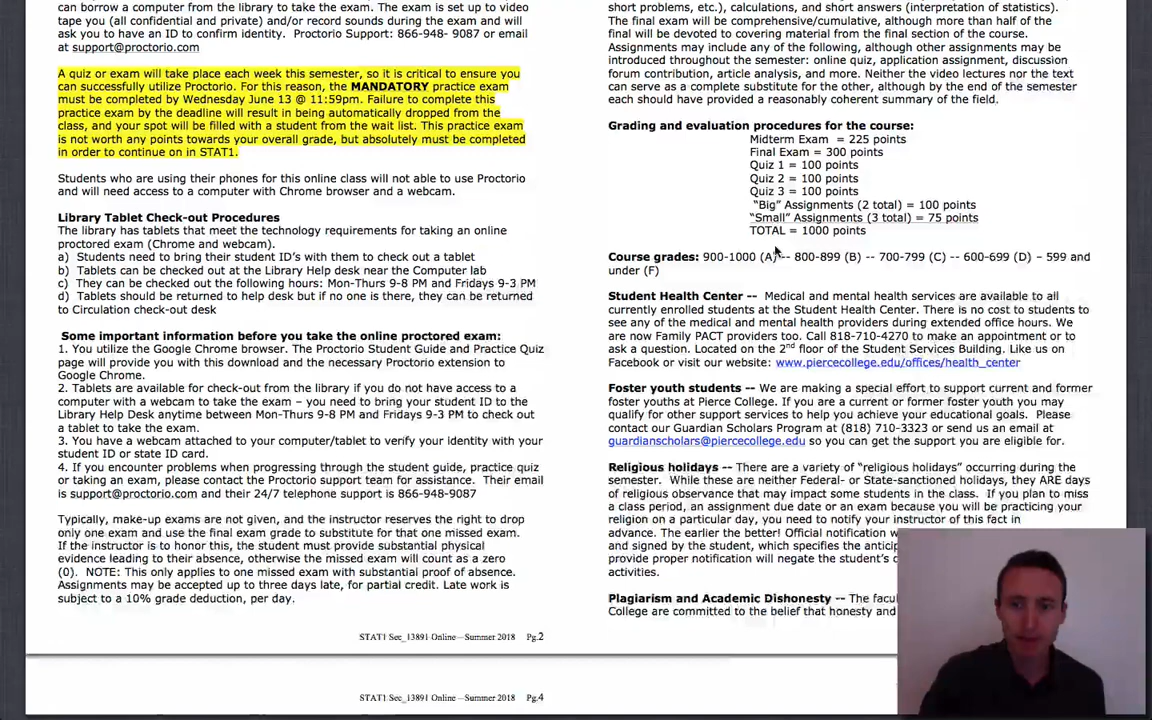 can borrow a computer from the library to take the exam. The exam is set up to video
tape you (all confidential and private) and/or record sounds during the exam and will
ask you to have an ID to confirm identity. Proctorio Support: 866-948- 9087 or email
at support@proctorio.com
A quiz or exam will take place each week this semester, so it is critical to ensure you
can successfully utilize Proctorio. For this reason, the MANDATORY practice exam
must be completed by Wednesday June 13 @ 11:59pm. Failure to complete this
practice exam by the deadline will result in being automatically dropped from the
class, and your spot will be filled with a student from the wait list. This practice exam
is not worth any points towards your overall grade, but absolutely must be completed
in order to continue on in STAT1.
Students who are using their phones for this online class will not able to use Proctorio
and will need access to a computer with Chrome browser and a webcam.
Library Tablet Check-out Procedures
The library has tablets that meet the technology requirements for taking an online
proctored exam (Chrome and webcam).
a) Students need to bring their student ID's with them to check out a tablet
b) Tablets can be checked out at the Library Help desk near the Computer lab
c) They can be checked out the following hours: Mon-Thurs 9-8 PM and Fridays 9-3 PM
d) Tablets should be returned to help desk but if no one is there, they can be returned
to Circulation check-out desk
Some important information before you take the online proctored exam:
1. You utilize the Google Chrome browser. The Proctorio Student Guide and Practice Quiz
page will provide you with this download and the necessary Proctorio extension to
Google Chrome.
2. Tablets are available for check-out from the library if you do not have access to a
computer with a webcam to take the exam – you need to bring your student ID to the
Library Help Desk anytime between Mon-Thurs 9-8 PM and Fridays 9-3 PM to check out
a tablet to take the exam.
3. You have a webcam attached to your computer/tablet to verify your identity with your
student ID or state ID card.
4. If you encounter problems when progressing through the student guide, practice quiz
or taking an exam, please contact the Proctorio support team for assistance. Their email
is support@proctorio.com and their 24/7 telephone support is 866-948-9087
Typically, make-up exams are not given, and the instructor reserves the right to drop
only one exam and use the final exam grade to substitute for that one missed exam.
If the instructor is to honor this, the student must provide substantial physical
evidence leading to their absence, otherwise the missed exam will count as a zero
(0). NOTE: This only applies to one missed exam with substantial proof of absence.
Assignments may be accepted up to three days late, for partial credit. Late work is
subject to a 10% grade deduction, per day.
STAT1 Sec_13891 Online—Summer 2018 Pg.2
short problems, etc.), calculations, and short answers (interpretation of statistics).
The final exam will be comprehensive/cumulative, although more than half of the
final will be devoted to covering material from the final section of the course.
Assignments may include any of the following, although other assignments may be
introduced throughout the semester: online quiz, application assignment, discussion
forum contribution, article analysis, and more. Neither the video lectures nor the text
can serve as a complete substitute for the other, although by the end of the semester
each should have provided a reasonably coherent summary of the field.
Grading and evaluation procedures for the course:
Midterm Exam = 225 points
Final Exam = 300 points
Quiz 1 = 100 points
Quiz 2 = 100 points
Quiz 3 = 100 points
"Big" Assignments (2 total) = 100 points
"Small" Assignments (3 total) = 75 points
TOTAL = 1000 points
Course grades: 900-1000 (A) -- 800-899 (B) -- 700-799 (C) -- 600-699 (D) – 599 and
under (F)
Student Health Center -- Medical and mental health services are available to all
currently enrolled students at the Student Health Center. There is no cost to students to
see any of the medical and mental health providers during extended office hours. We
are now Family PACT providers too. Call 818-710-4270 to make an appointment or to
ask a question. Located on the 2nd floor of the Student Services Building. Like us on
Facebook or visit our website: www.piercecollege.edu/offices/health_center
Foster youth students -- We are making a special effort to support current and former
foster youths at Pierce College. If you are a current or former foster youth you may
qualify for other support services to help you achieve your educational goals. Please
contact our Guardian Scholars Program at (818) 710-3323 or send us an email at
guardianscholars@piercecollege.edu so you can get the support you are eligible for.
Religious holidays -- There are a variety of "religious holidays" occurring during the
semester. While these are neither Federal- or State-sanctioned holidays, they ARE days
of religious observance that may impact some students in the class. If you plan to miss
a class period, an assignment due date or an exam because you will be practicing your
religion on a particular day, you need to notify your instructor of this fact in
advance. The earlier the better! Official notification
and signed by the student, which specifies the
provide proper notification will negate the student's
activities.
Plagiarism and Academic Dishonesty -- The
College are committed to the belief that honesty and
STAT1 Sec_13891 Online—Summer 2018 Pg.4